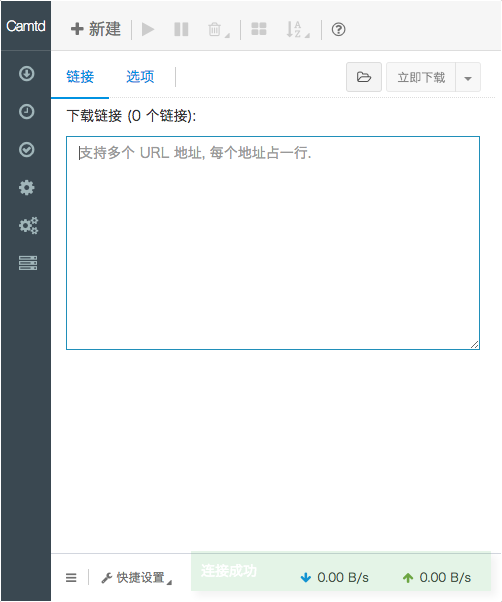 Camtd
新建
链接 选项 立即下载
下载链接 (0 个链接):
支持多个 URL 地址, 每个地址占一行.
连接成功
快捷设置 0.00 B/s 0.00 B/s